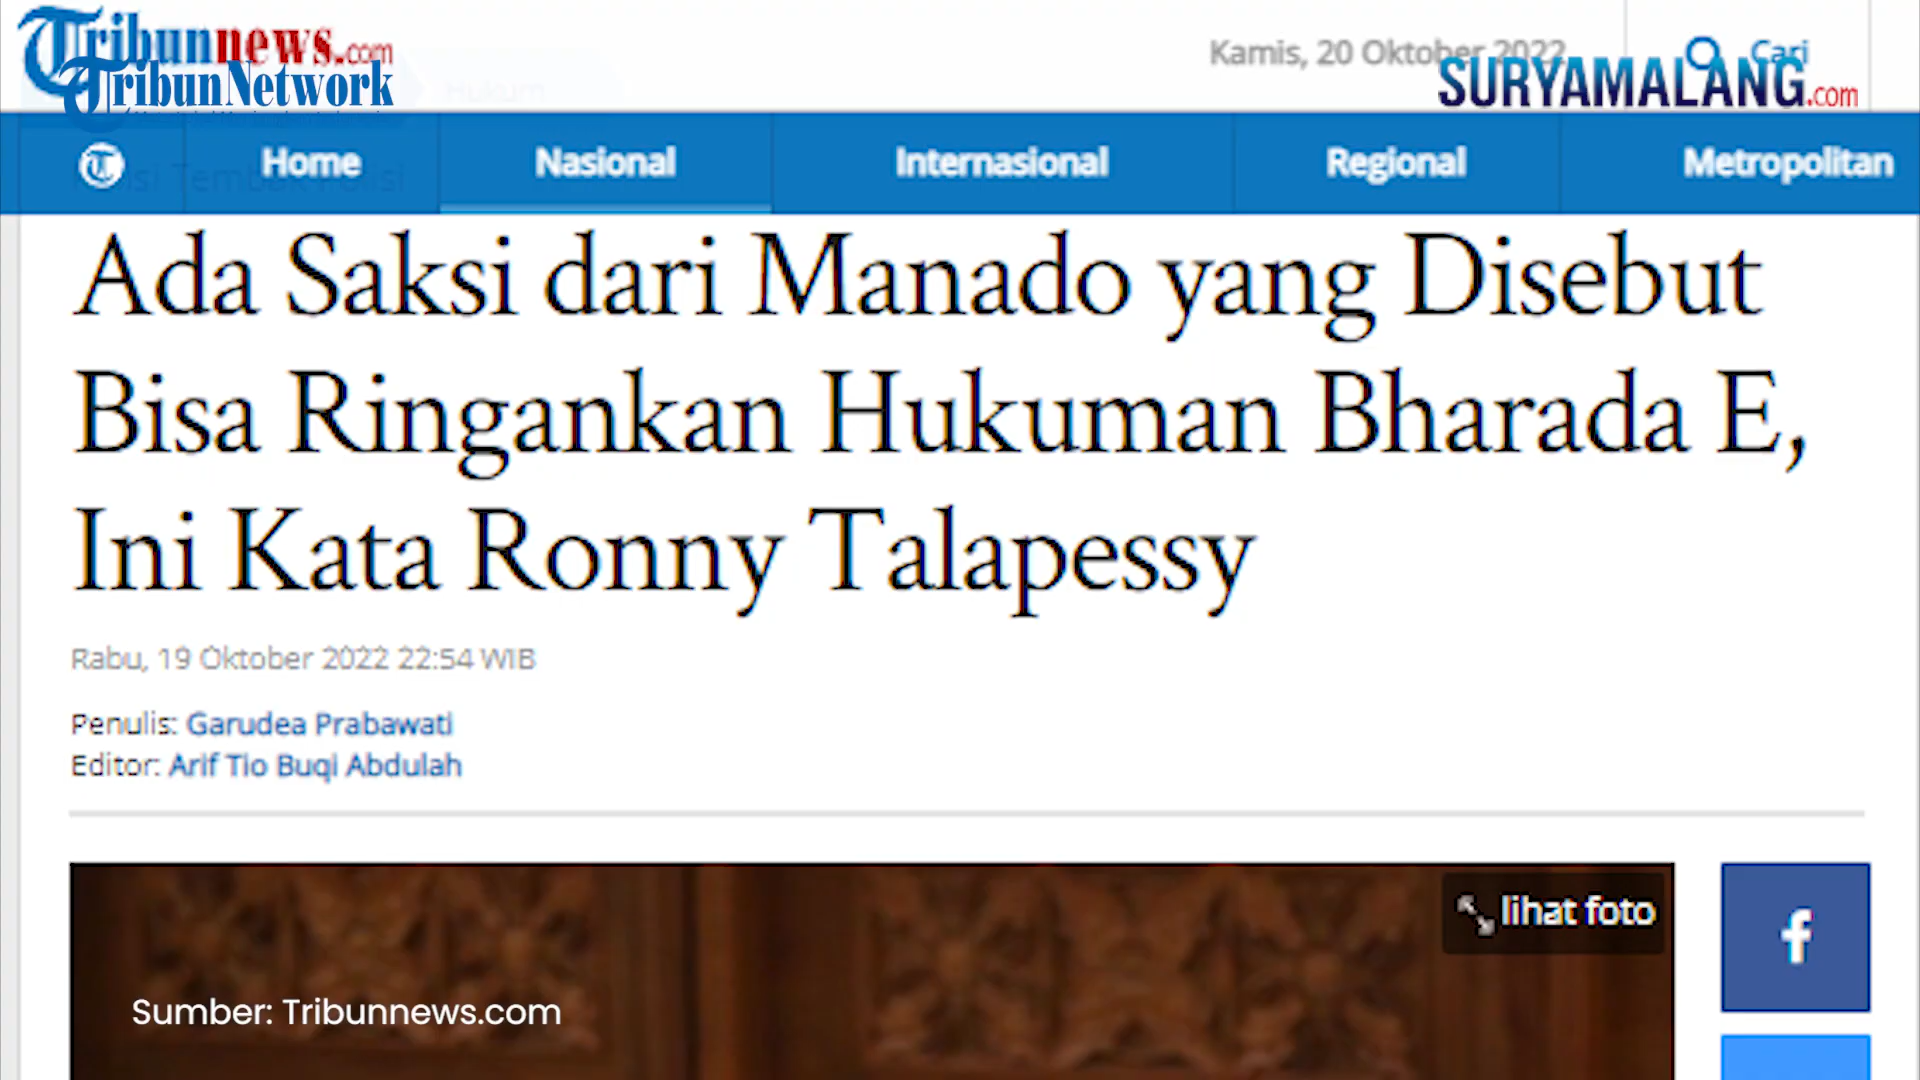 Tribunnews.com
TribunNetwork
Hukum
Kamis, 20 Oktober 2022
Cari
SURYAMALANG.com
Home Nasional Internasional Regional Metropolitan
Ada Saksi dari Manado yang Disebut
Bisa Ringankan Hukuman Bharada E,
Ini Kata Ronny Talapessy
Rabu, 19 Oktober 2022 22:54 WIB
Penulis: Garudea Prabawati
Editor: Arif Tio Buqi Abdulah
lihat foto
f
Sumber: Tribunnews.com